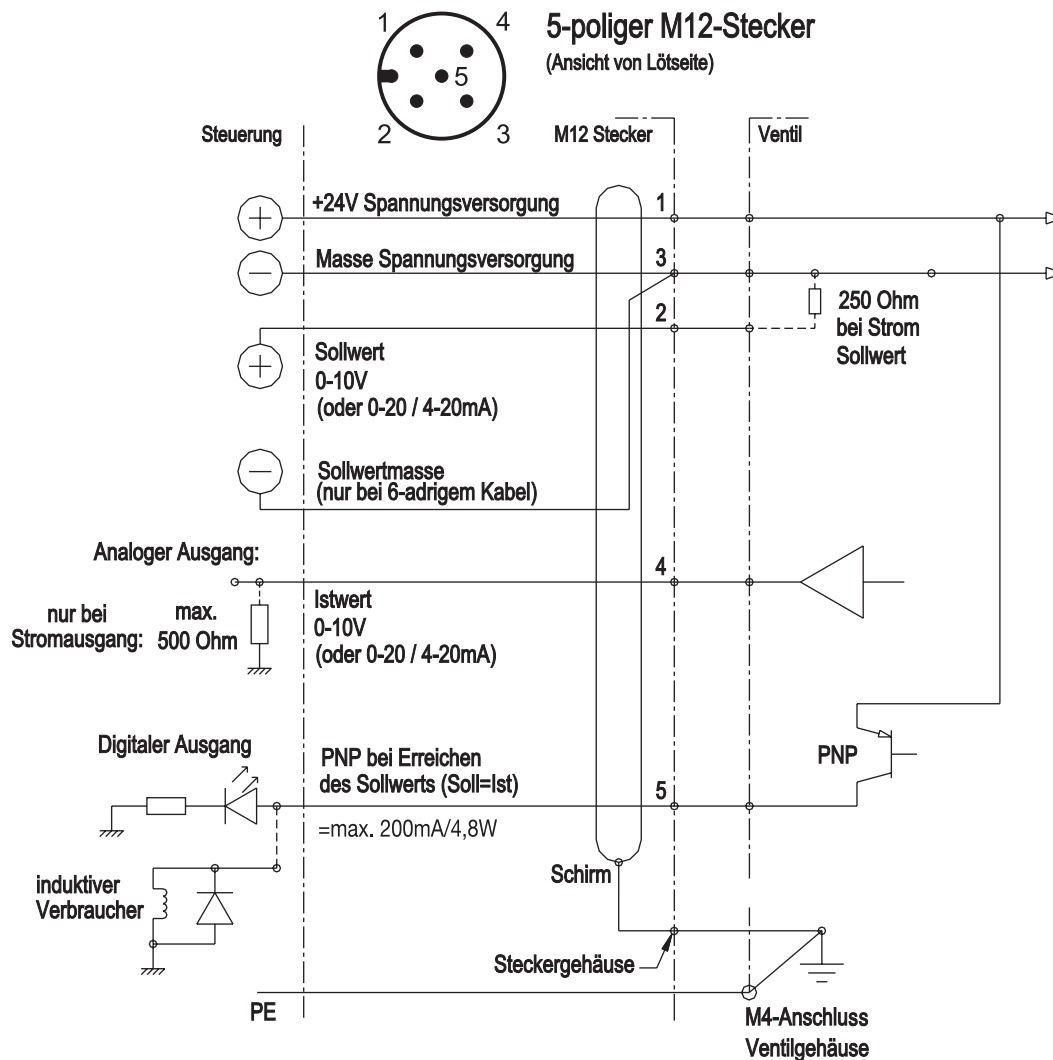 1
4
5-poliger M12-Stecker
(Ansicht von Lötseite)
5
2
3
Steuerung
M12 Stecker
Ventil
+24V Spannungsversorgung
1
Masse Spannungsversorgung
3
2
250 Ohm
bei Strom
Sollwert
Sollwert
0-10V
(oder 0-20 / 4-20mA)
Sollwertmasse
(nur bei 6-adrigem Kabel)
Analoger Ausgang:
4
nur bei
Stromausgang:
max.
500 Ohm
Istwert
0-10V
(oder 0-20 / 4-20mA)
Digitaler Ausgang
PNP bei Erreichen
des Sollwerts (Soll=Ist)
5
PNP
=max. 200mA/4,8W
Schirm
induktiver
Verbraucher
Steckergehäuse
PE
M4-Anschluss
Ventilgehäuse